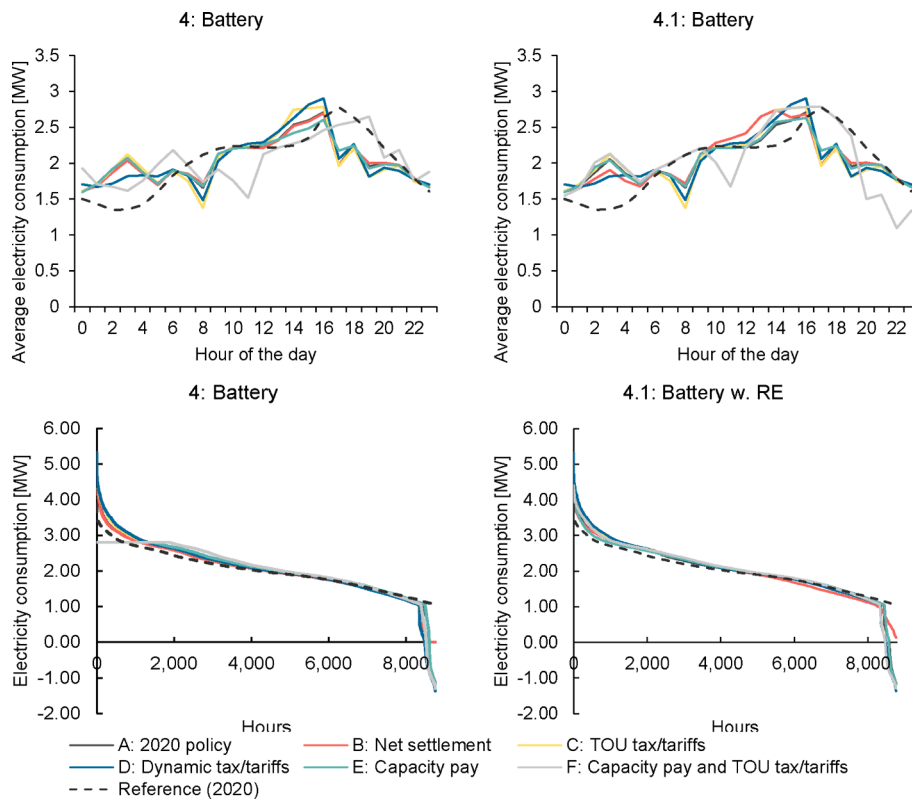 4: Battery
Average electricity consumption [MW]
3.5
3
2.5
2
1.5
1
0.5
0
0 2 4 6 8 10 12 14 16 18 20 22
Hour of the day
4.1: Battery
Average electricity consumption [MW]
3.5
3
2.5
2
1.5
1
0.5
0
0 2 4 6 8 10 12 14 16 18 20 22
Hour of the day
4: Battery
Electricity consumption [MW]
6.00
5.00
4.00
3.00
2.00
1.00
0.00
-1.00
-2.00
0 2,000 4,000 6,000 8,000
Hours
4.1: Battery w. RE
Electricity consumption [MW]
6.00
5.00
4.00
3.00
2.00
1.00
0.00
-1.00
-2.00
0 2,000 4,000 6,000 8,000
Hours
A: 2020 policy
B: Net settlement
C: TOU tax/tariffs
D: Dynamic tax/tariffs
E: Capacity pay
F: Capacity pay and TOU tax/tariffs
Reference (2020)